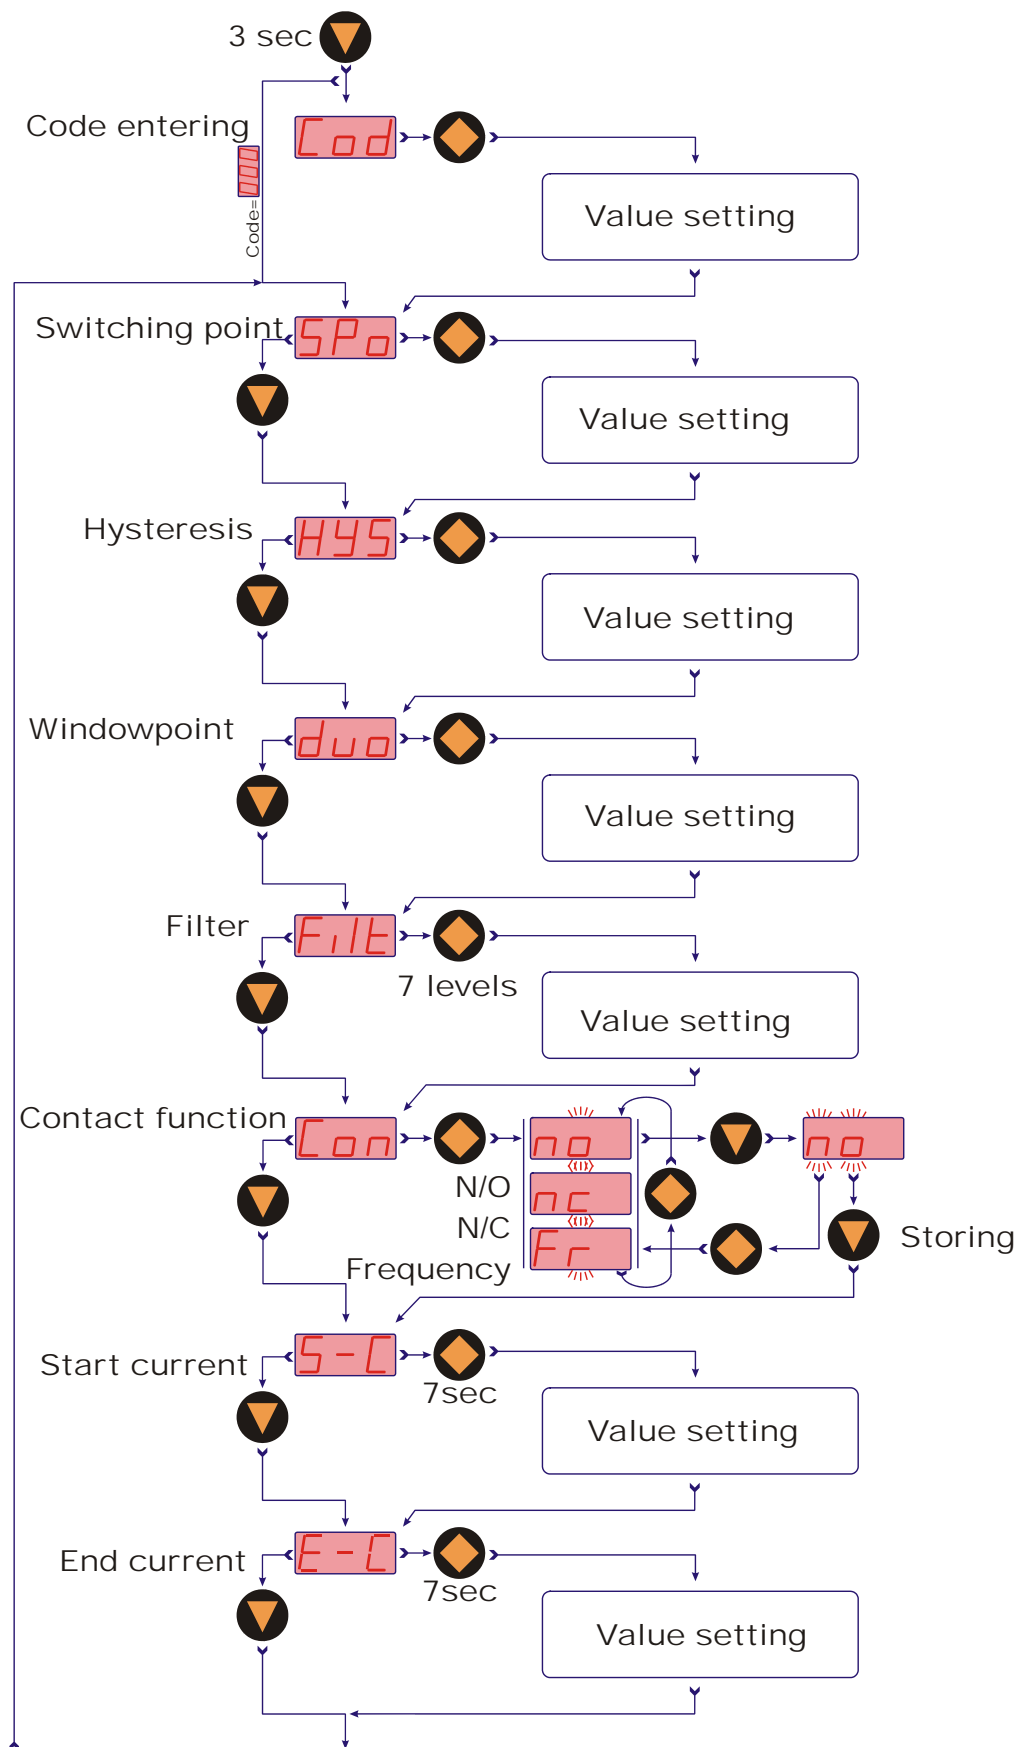 3 sec
Code entering
Cod
Value setting
Code=
Switching point
SPo
Value setting
Hysteresis
HYS
Value setting
Windowpoint
duo
Value setting
Filter
Filt
7 levels
Value setting
Contact function
Con
no
no
N/O
nc
N/C
Storing
Fr
Frequency
S-C
Start current
7sec
Value setting
E-C
End current
7sec
Value setting